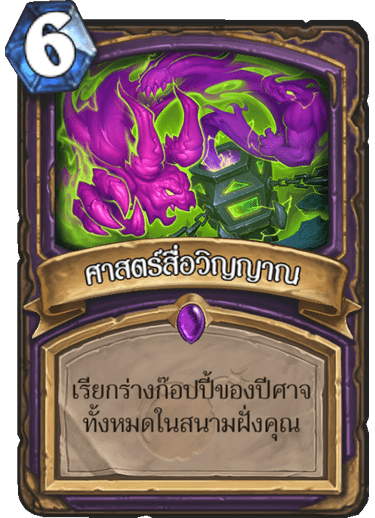 6
ศาสตร์สื่อวิญญาณ
เรียกร่างก๊อปปี้ของปีศาจ
ทั้งหมดในสนามฝั่งคุณ